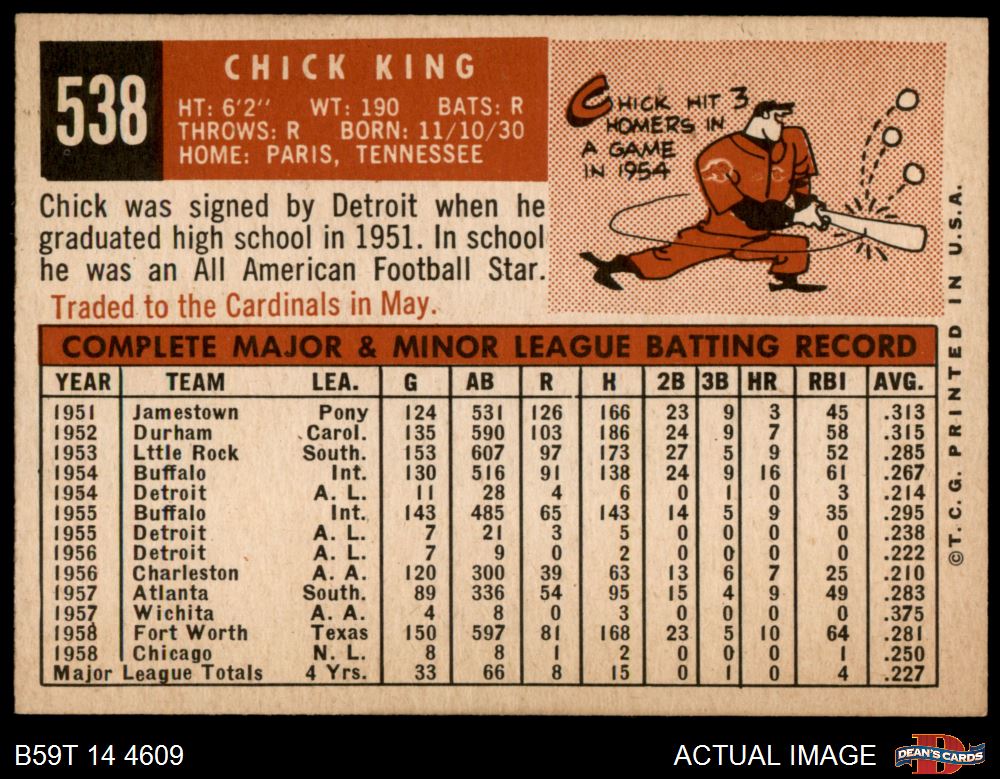 538
CHICK KING
HT: 6'2" WT: 190 BATS: R
THROWS: R BORN: 11/10/30
HOME: PARIS, TENNESSEE
CHICK HIT 3
HOMERS IN
A GAME
IN 1954
Chick was signed by Detroit when he
graduated high school in 1951. In school
he was an All American Football Star.
Traded to the Cardinals in May.
COMPLETE MAJOR & MINOR LEAGUE BATTING RECORD
YEAR TEAM LEA. G AB R H 2B 3B HR RBI AVG.
1951 Jamestown Pony 124 531 126 166 23 9 3 45 .313
1952 Durham Carol. 135 590 103 186 24 9 7 58 .315
1953 Lttle Rock South. 153 607 97 173 27 5 9 52 .285
1954 Buffalo Int. 130 516 91 138 24 9 16 61 .267
1954 Detroit A. L. 11 28 4 6 0 1 0 3 .214
1955 Buffalo Int. 143 485 65 143 14 5 9 35 .295
1955 Detroit A. L. 7 21 3 5 0 0 0 0 .238
1956 Detroit A. L. 7 9 0 2 0 0 0 0 .222
1956 Charleston A. A. 120 300 39 63 13 6 7 25 .210
1957 Atlanta South. 89 336 54 95 15 4 9 49 .283
1957 Wichita A. A. 4 8 0 3 0 0 0 0 .375
1958 Fort Worth Texas 150 597 81 168 23 5 10 64 .281
1958 Chicago N. L. 8 8 1 2 0 0 0 1 .250
Major League Totals 4 Yrs. 33 66 8 15 0 1 0 4 .227
©T. C. G. PRINTED IN U.S.A.
B59T 14 4609
ACTUAL IMAGE
D
DEAN'S CARDS